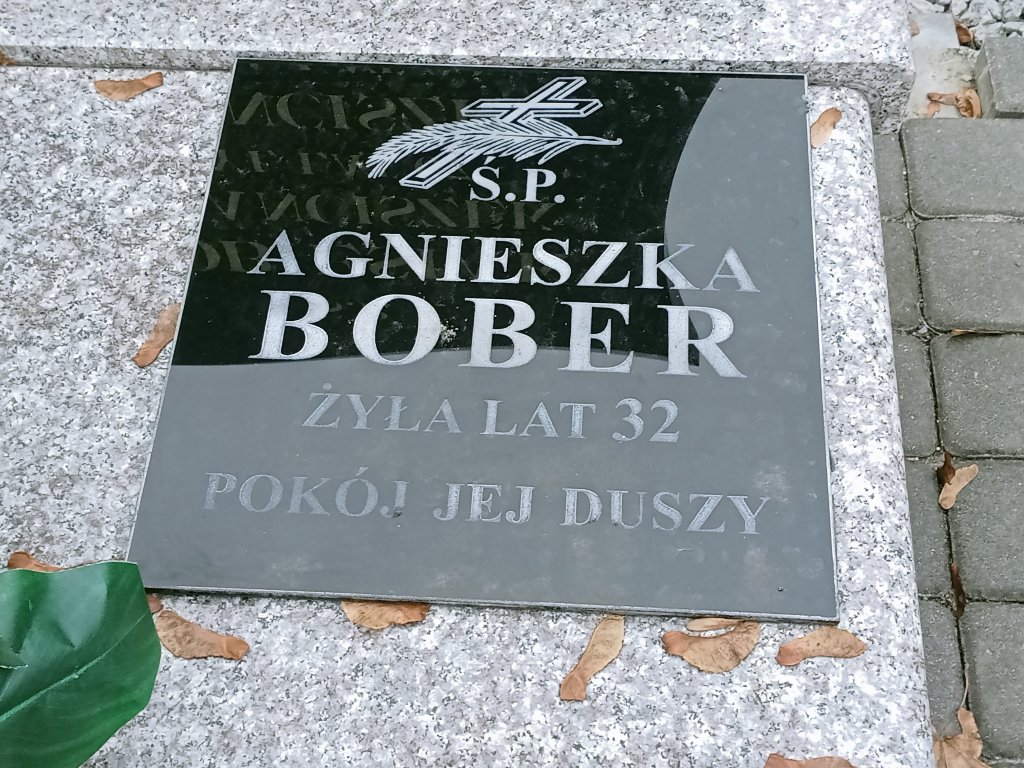 Ś.P.
AGNIESZKA
BOBER
ŻYŁA LAT 32
POKÓJ JEJ DUSZY